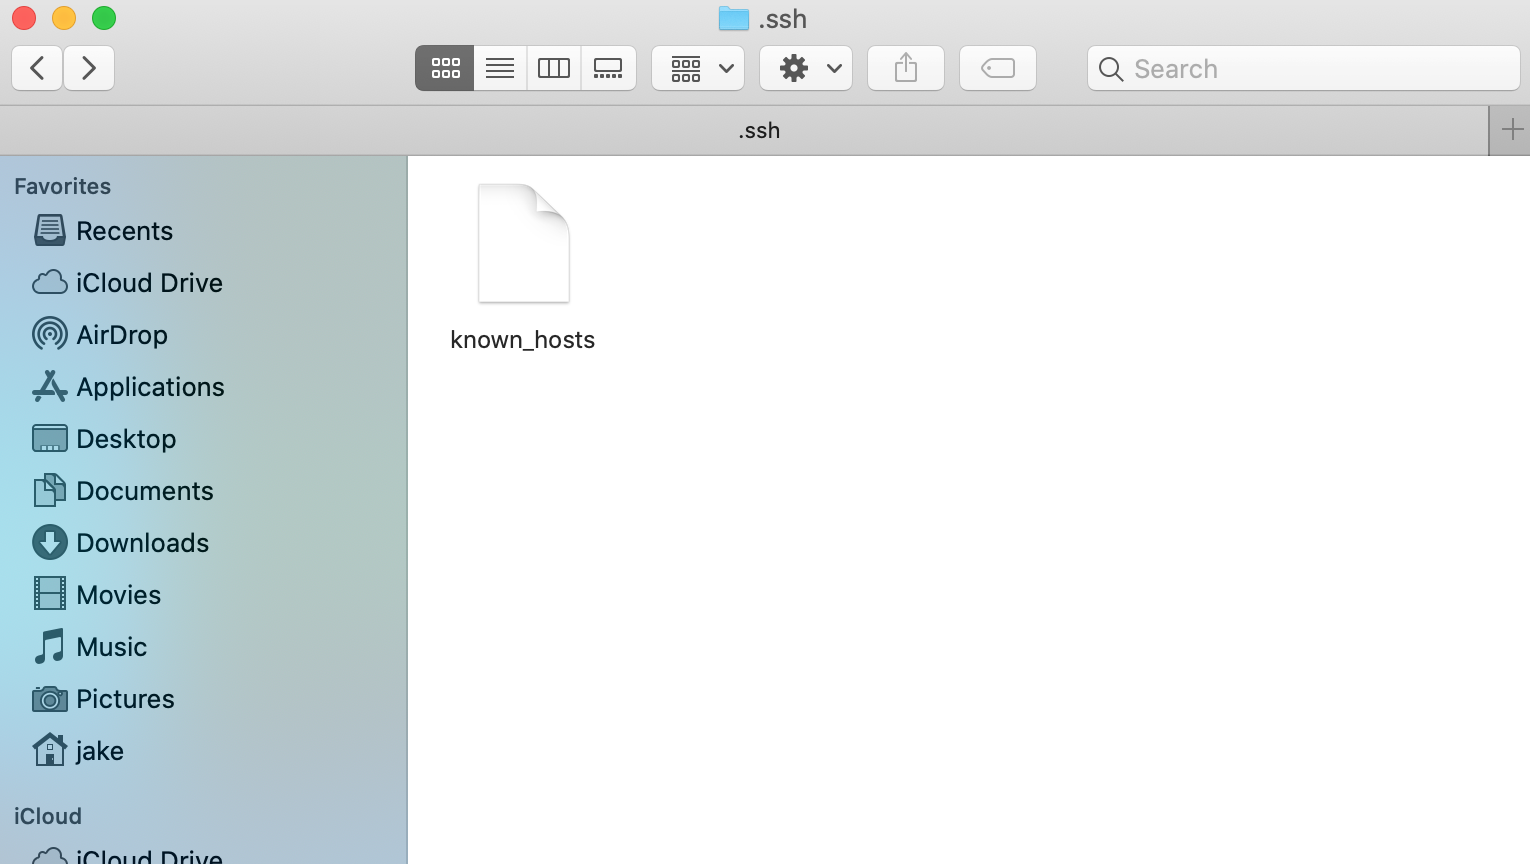 .ssh
Search
.ssh
Favorites
Recents
iCloud Drive
AirDrop
Applications
Desktop
Documents
Downloads
Movies
Music
Pictures
jake
iCloud
iCloud Drive
known_hosts